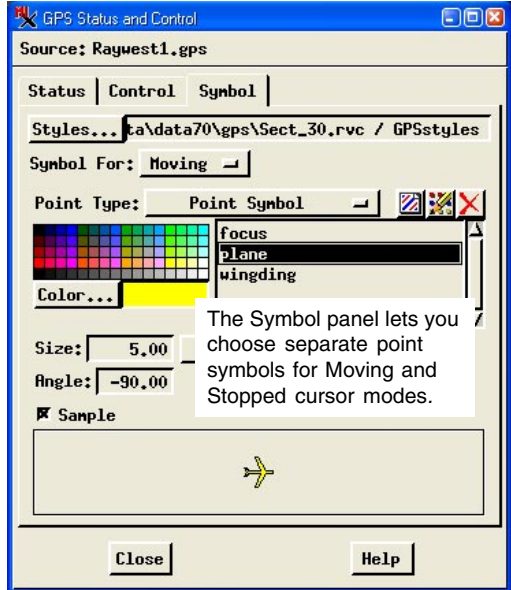 GPS Status and Control
Source: Raywest1.gps
Status Control Symbol
Styles... ta\data70\gps\Sect_30.rvc / GPSstyles
Symbol For: Moving
Point Type: Point Symbol
focus
plane
wingding
Color...
The Symbol panel lets you
choose separate point
symbols for Moving and
Stopped cursor modes.
Size: 5.00
Angle: -90.00
Sample
Close Help